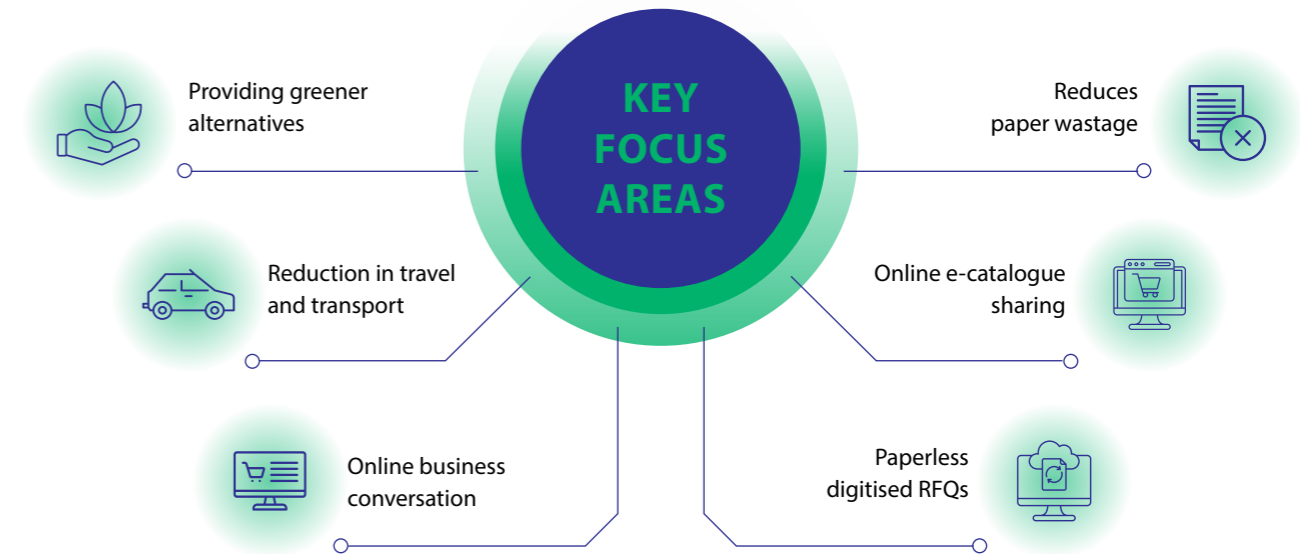 KEY
FOCUS
AREAS
Providing greener
alternatives
Reduction in travel
and transport
Online business
conversation
Reduces
paper wastage
Online e-catalogue
sharing
Paperless
digitised RFQs